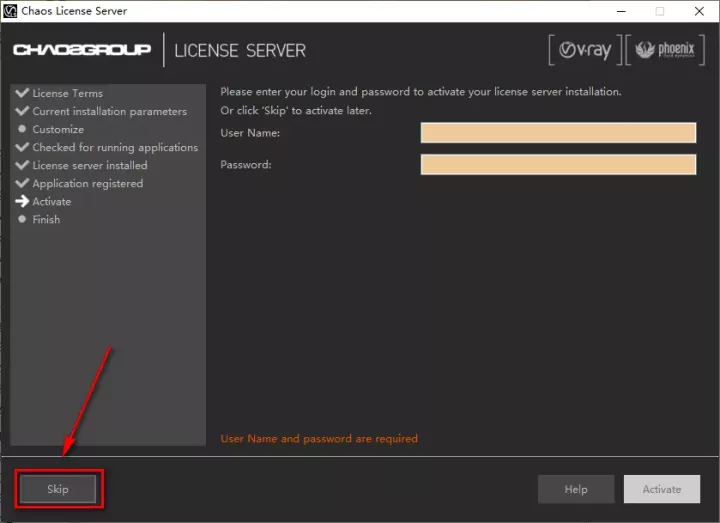 Chaos License Server
CHAOSGROUP LICENSE SERVER
v·ray
phoenix
fluid dynamics
License Terms
Current installation parameters
Customize
Checked for running applications
License server installed
Application registered
Activate
Finish
Please enter your login and password to activate your license server installation.
Or click 'Skip' to activate later.
User Name:
Password:
User Name and password are required
Skip
Help
Activate